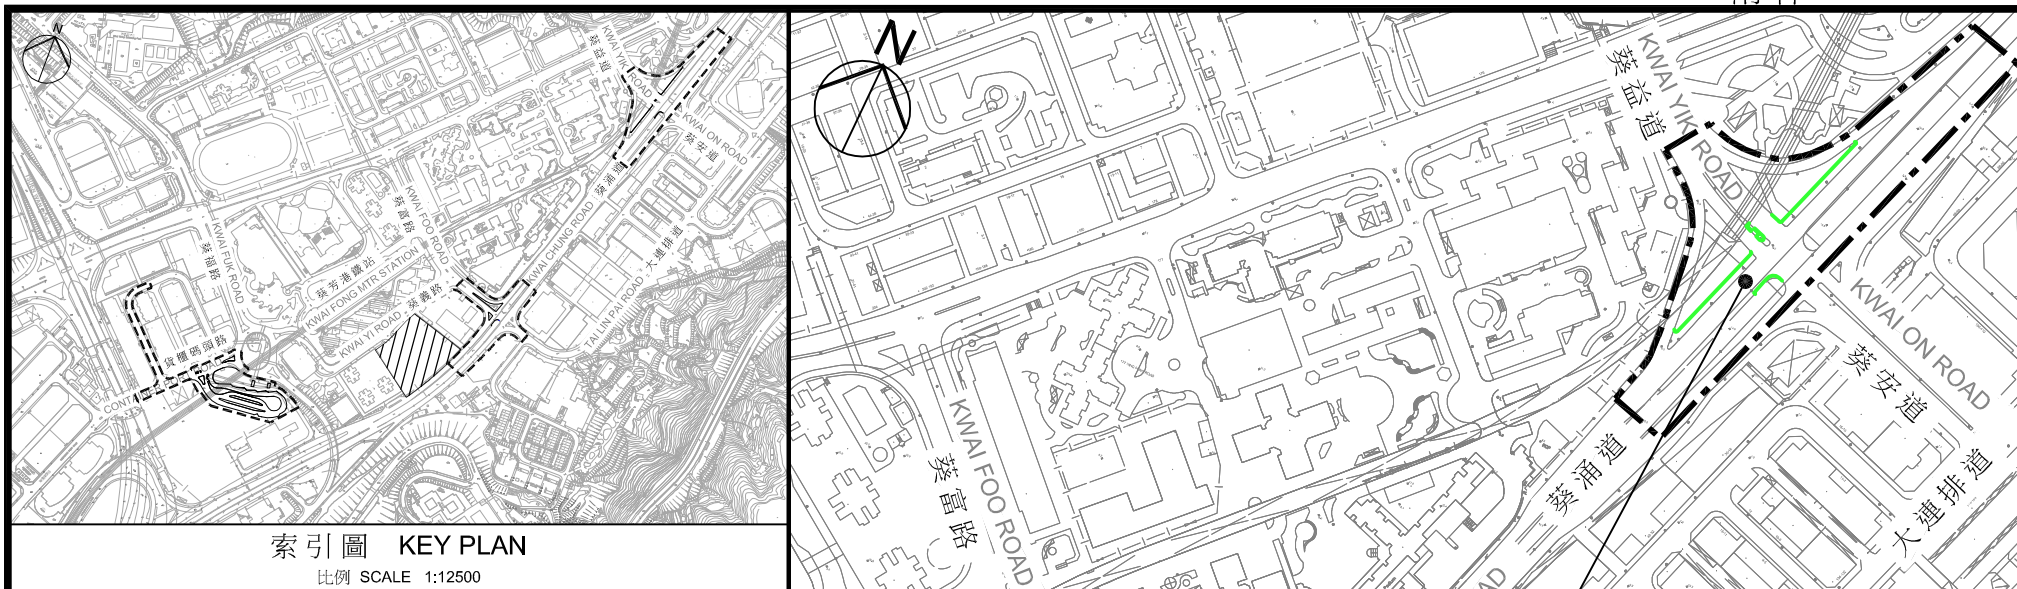 N
葵益道
KWAI YIK ROAD
KWAI ON ROAD
葵安道
葵涌道
KWAI CHUNG ROAD
葵富路
KWAI FOO ROAD
葵福路
KWAI FUK ROAD
葵芳港鐵站
KWAI FONG MTR STATION
葵義路
KWAI YI ROAD
大連排道
TAI LIN PAI ROAD
貨櫃碼頭路
索引圖 KEY PLAN
比例 SCALE 1:12500
N
葵益道
KWAI YIK ROAD
KWAI ON ROAD
葵安道
大連排道
葵涌道
葵富路
KWAI FOO ROAD